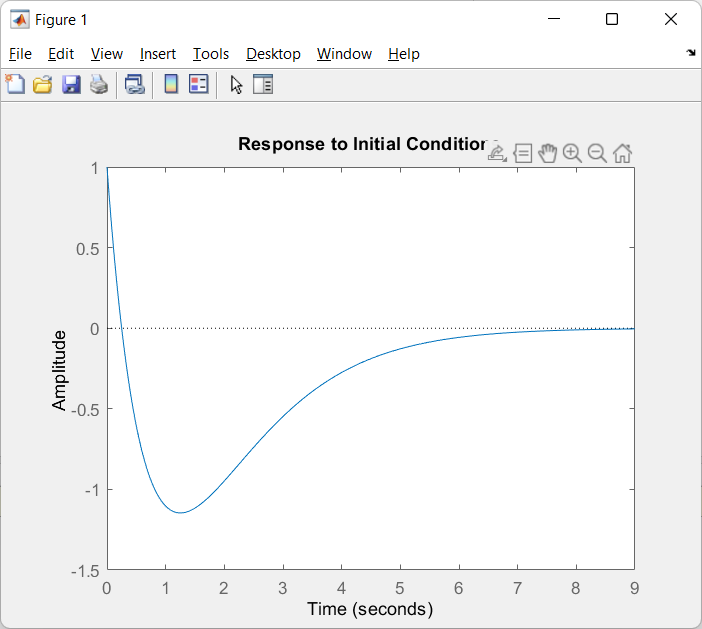 Figure 1
File Edit View Insert Tools Desktop Window Help
Response to Initial Condition
1
0.5
0
-0.5
-1
-1.5
Amplitude
0 1 2 3 4 5 6 7 8 9
Time (seconds)